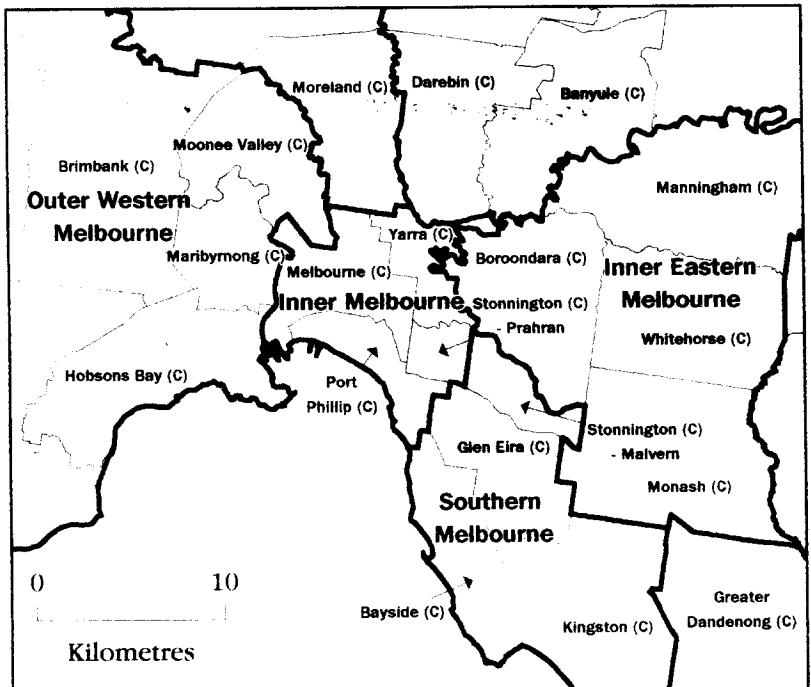 Moreland (C)
Darebin (C)
Banyule (C)
Moonee Valley (C)
Brimbank (C)
Manningham (C)
Outer Western
Melbourne
Yarra (C)
Maribyrnong (C)
Melbourne (C)
Boroondara (C)
Inner Eastern
Melbourne
Inner Melbourne
Stonnington (C)
- Prahran
Whitehorse (C)
Hobsons Bay (C)
Port
Phillip (C)
Stonnington (C)
- Malvern
Glen Eira (C)
Monash (C)
Southern
Melbourne
0 10
Kilometres
Bayside (C)
Kingston (C)
Greater
Dandenong (C)